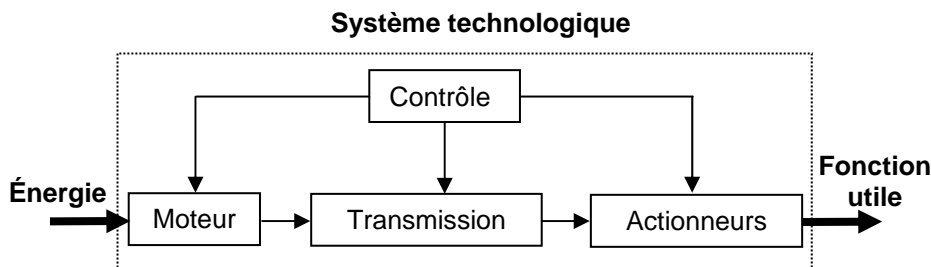 Système technologique
Contrôle
Énergie
Fonction
utile
Moteur
Transmission
Actionneurs